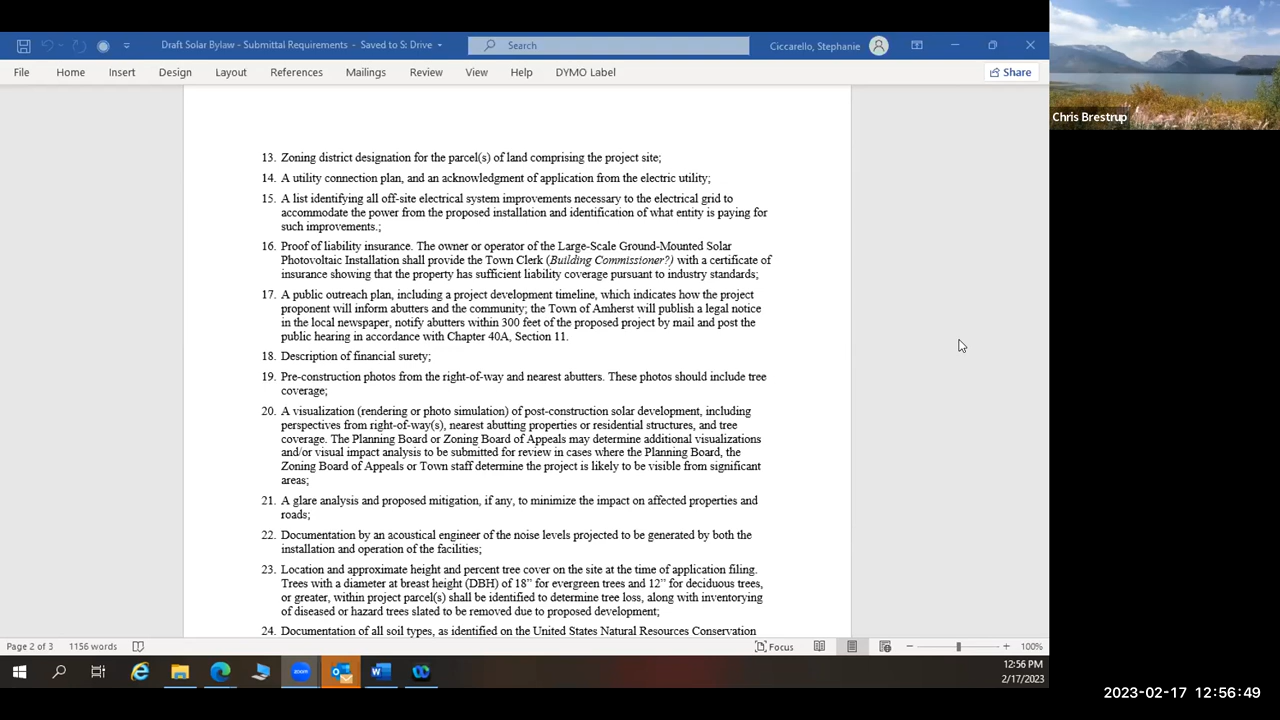 Draft Solar Bylaw - Submittal Requirements - Saved to S: Drive
Search
Ciccarello, Stephanie
File Home Insert Design Layout References Mailings Review View Help DYMO Label
Share
Chris Brestrup
13. Zoning district designation for the parcel(s) of land comprising the project site;
14. A utility connection plan, and an acknowledgment of application from the electric utility;
15. A list identifying all off-site electrical system improvements necessary to the electrical grid to
accommodate the power from the proposed installation and identification of what entity is paying for
such improvements.;
16. Proof of liability insurance. The owner or operator of the Large-Scale Ground-Mounted Solar
Photovoltaic Installation shall provide the Town Clerk (Building Commissioner?) with a certificate of
insurance showing that the property has sufficient liability coverage pursuant to industry standards;
17. A public outreach plan, including a project development timeline, which indicates how the project
proponent will inform abutters and the community; the Town of Amherst will publish a legal notice
in the local newspaper, notify abutters within 300 feet of the proposed project by mail and post the
public hearing in accordance with Chapter 40A, Section 11.
18. Description of financial surety;
19. Pre-construction photos from the right-of-way and nearest abutters. These photos should include tree
coverage;
20. A visualization (rendering or photo simulation) of post-construction solar development, including
perspectives from right-of-way(s), nearest abutting properties or residential structures, and tree
coverage. The Planning Board or Zoning Board of Appeals may determine additional visualizations
and/or visual impact analysis to be submitted for review in cases where the Planning Board, the
Zoning Board of Appeals or Town staff determine the project is likely to be visible from significant
areas;
21. A glare analysis and proposed mitigation, if any, to minimize the impact on affected properties and
roads;
22. Documentation by an acoustical engineer of the noise levels projected to be generated by both the
installation and operation of the facilities;
23. Location and approximate height and percent tree cover on the site at the time of application filing.
Trees with a diameter at breast height (DBH) of 18” for evergreen trees and 12” for deciduous trees,
or greater, within project parcel(s) shall be identified to determine tree loss, along with inventorying
of diseased or hazard trees slated to be removed due to proposed development;
24. Documentation of all soil types, as identified on the United States Natural Resources Conservation
Page 2 of 3 1156 words
Focus
100%
zoom
12:56 PM
2/17/2023
2023-02-17 12:56:49